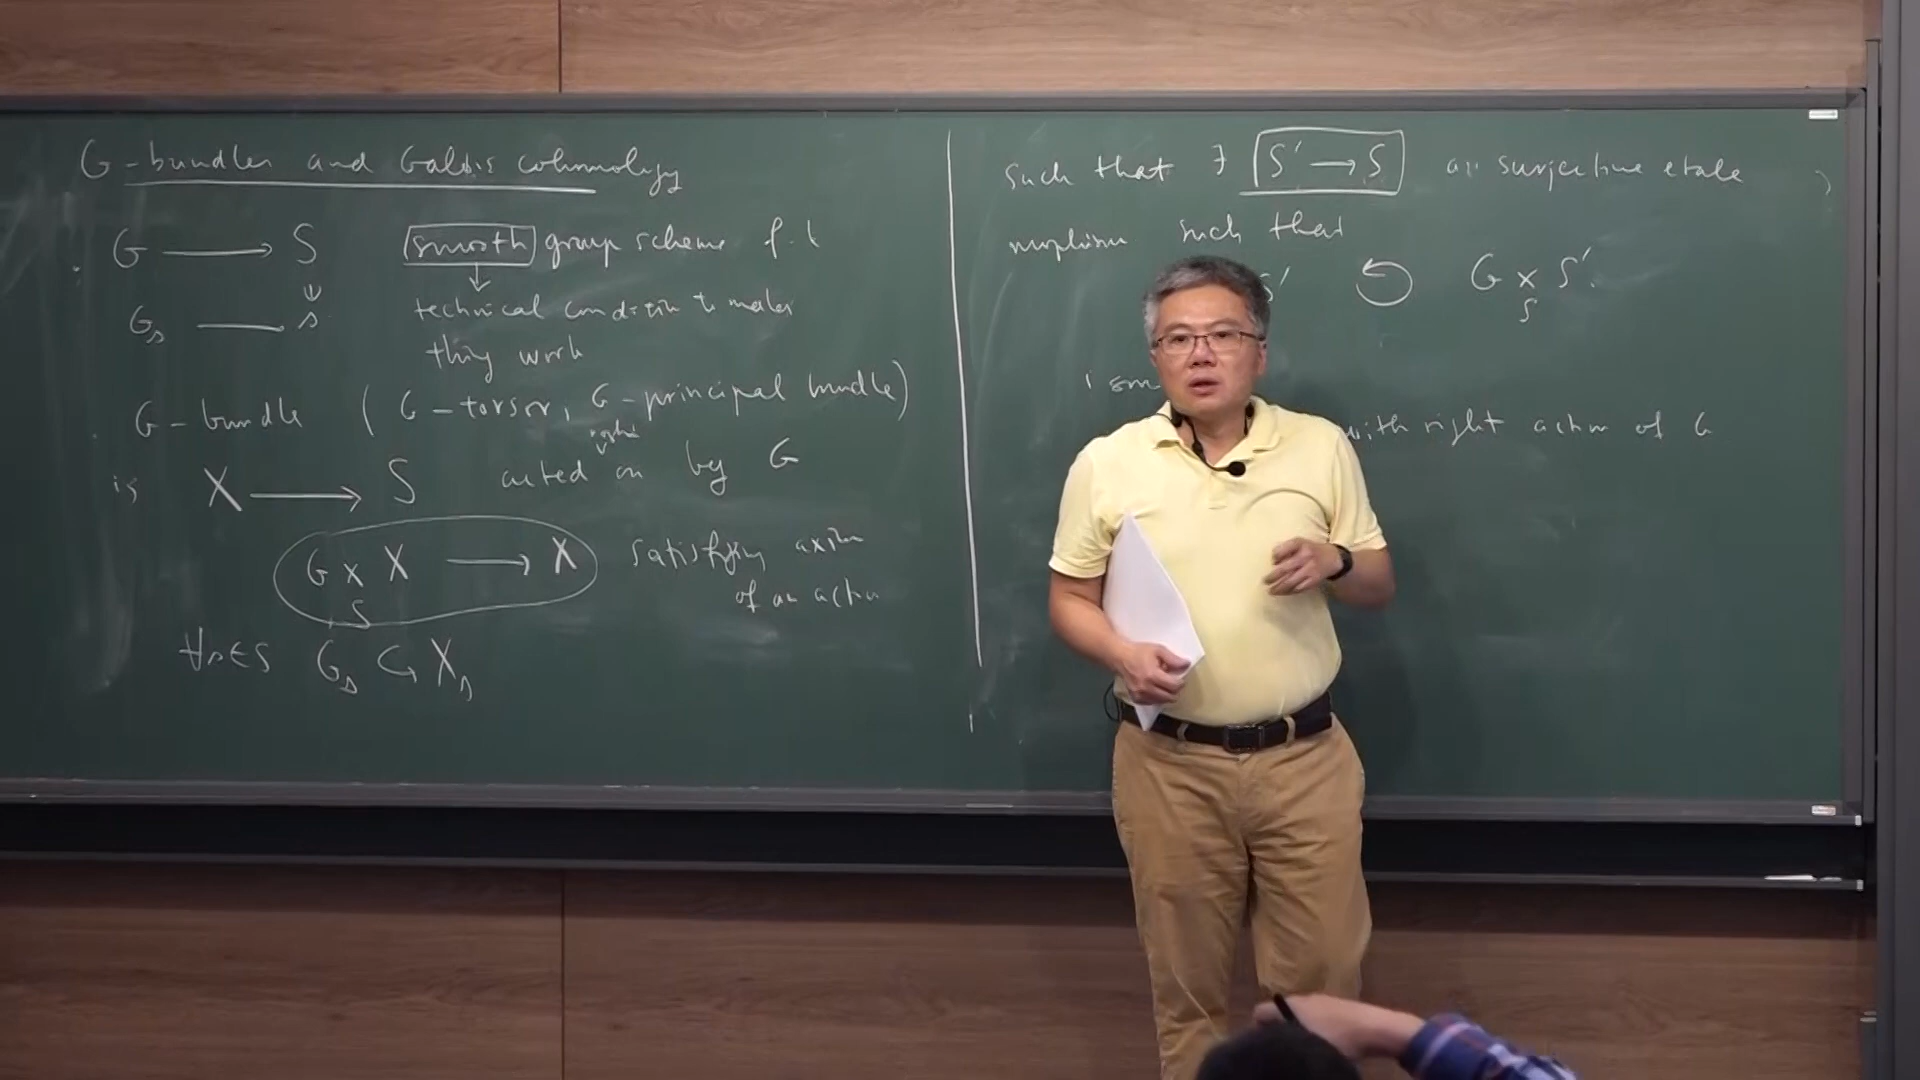 G-bundles and Galois cohomology
G ⟶ S smooth group scheme f.t
↓
G_s — s technical condition to makes
thing work
G-bundle (G-torsor, G-principal bundle)
right
is X ⟶ S acted on by G
G ×_S X ⟶ X satisfying axiom
of an action
∀s∈S G_s ↪ X_s
such that ∃ S' ⟶ S a surjective etale
morphism such that
S' ↺ G ×_S S'.
with right action of G